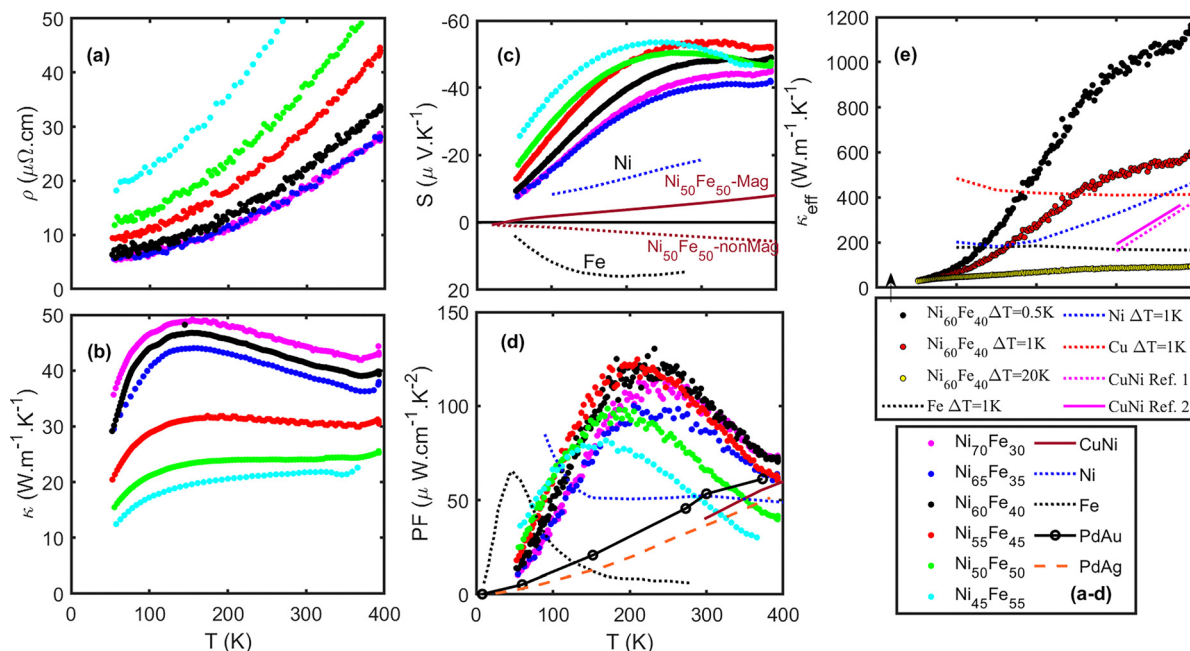 (a)
50
40
30
20
10
0
ρ (μΩ.cm)
(b)
50
40
30
20
10
0
κ (W.m⁻¹.K⁻¹)
0 100 200 300 400
T (K)
(c)
-60
-40
-20
0
20
S (μ V.K⁻¹)
Ni
Ni₅₀Fe₅₀-Mag
Ni₅₀Fe₅₀-nonMag
Fe
(d)
150
100
50
0
PF (μ W.cm⁻¹.K⁻²)
0 100 200 300 400
T (K)
(e)
1200
1000
800
600
400
200
0
κeff (W.m⁻¹.K⁻¹)
Ni₆₀Fe₄₀ ΔT=0.5K
Ni₆₀Fe₄₀ ΔT=1K
Ni₆₀Fe₄₀ ΔT=20K
Fe ΔT=1K
Ni ΔT=1K
Cu ΔT=1K
CuNi Ref. 1
CuNi Ref. 2
Ni₇₀Fe₃₀
Ni₆₅Fe₃₅
Ni₆₀Fe₄₀
Ni₅₅Fe₄₅
Ni₅₀Fe₅₀
Ni₄₅Fe₅₅
CuNi
Ni
Fe
PdAu
PdAg
(a-d)